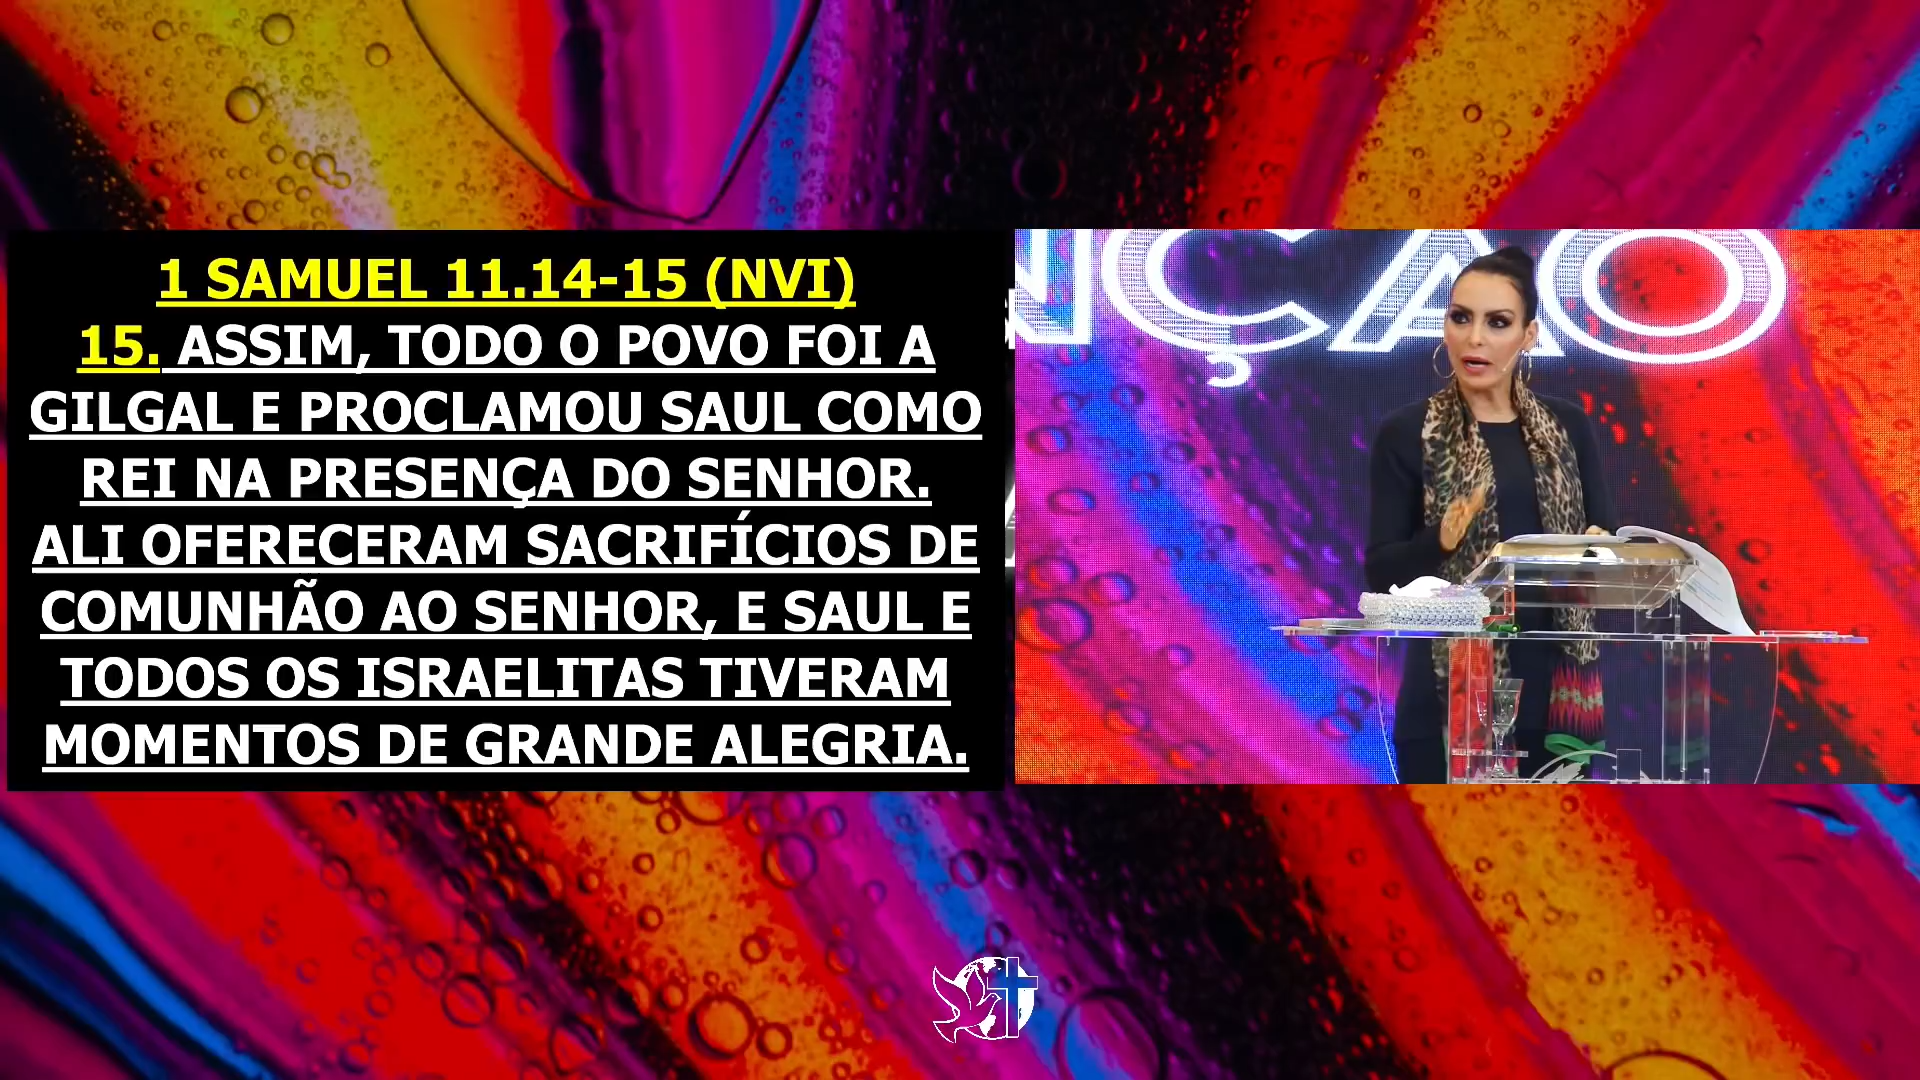 1 SAMUEL 11.14-15 (NVI)
15. ASSIM, TODO O POVO FOI A
GILGAL E PROCLAMOU SAUL COMO
REI NA PRESENÇA DO SENHOR.
ALI OFERECERAM SACRIFÍCIOS DE
COMUNHÃO AO SENHOR, E SAUL E
TODOS OS ISRAELITAS TIVERAM
MOMENTOS DE GRANDE ALEGRIA.
NÇÃO